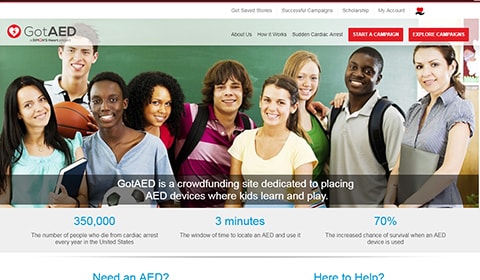 Got Saved Stories Successful Campaigns Scholarship My Account
GotAED
a SIMON'S Heart project
About Us How it Works Sudden Cardiac Arrest START A CAMPAIGN EXPLORE CAMPAIGNS
GotAED is a crowdfunding site dedicated to placing
AED devices where kids learn and play.
350,000 3 minutes 70%
The number of people who die from cardiac arrest The window of time to locate an AED and use it The increased chance of survival when an AED
every year in the United States device is used
Need an AED? Here to Help?